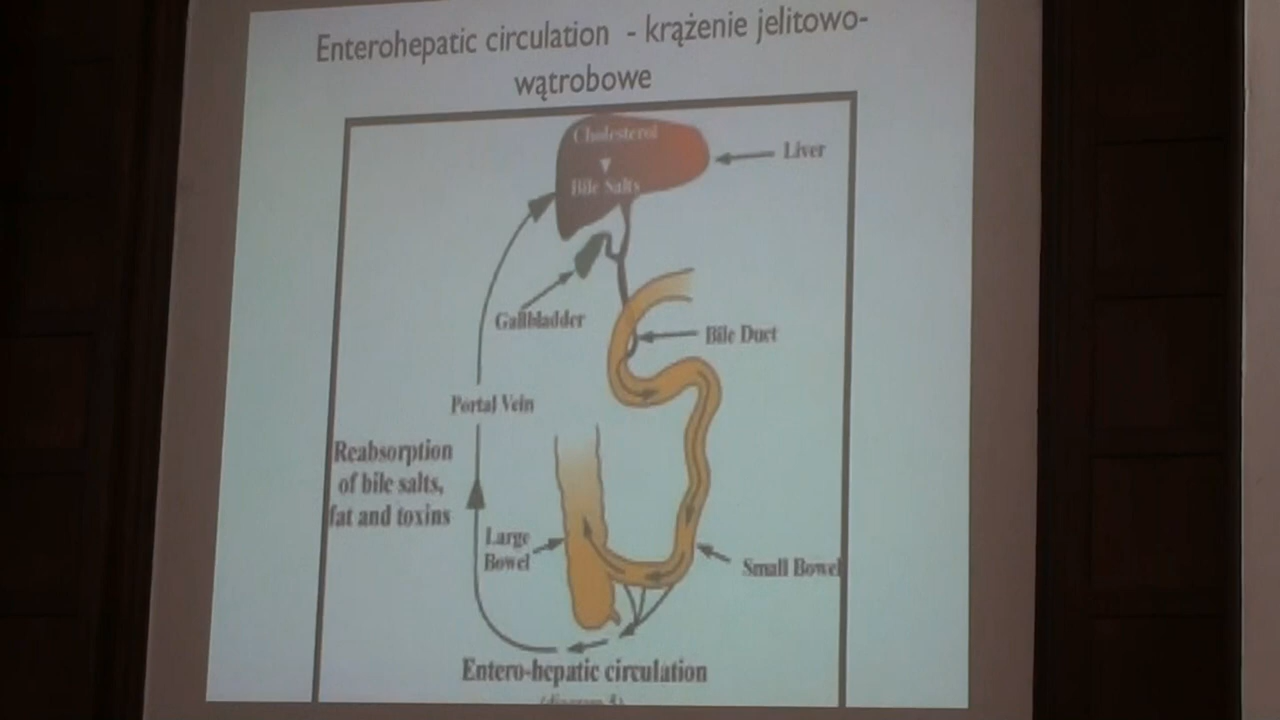 Enterohepatic circulation - krążenie jelitowo-
wątrobowe
Cholesterol
Bile Salts
Liver
Gallbladder
Bile Duct
Portal Vein
Reabsorption
of bile salts,
fat and toxins
Large
Bowel
Small Bowel
Entero-hepatic circulation